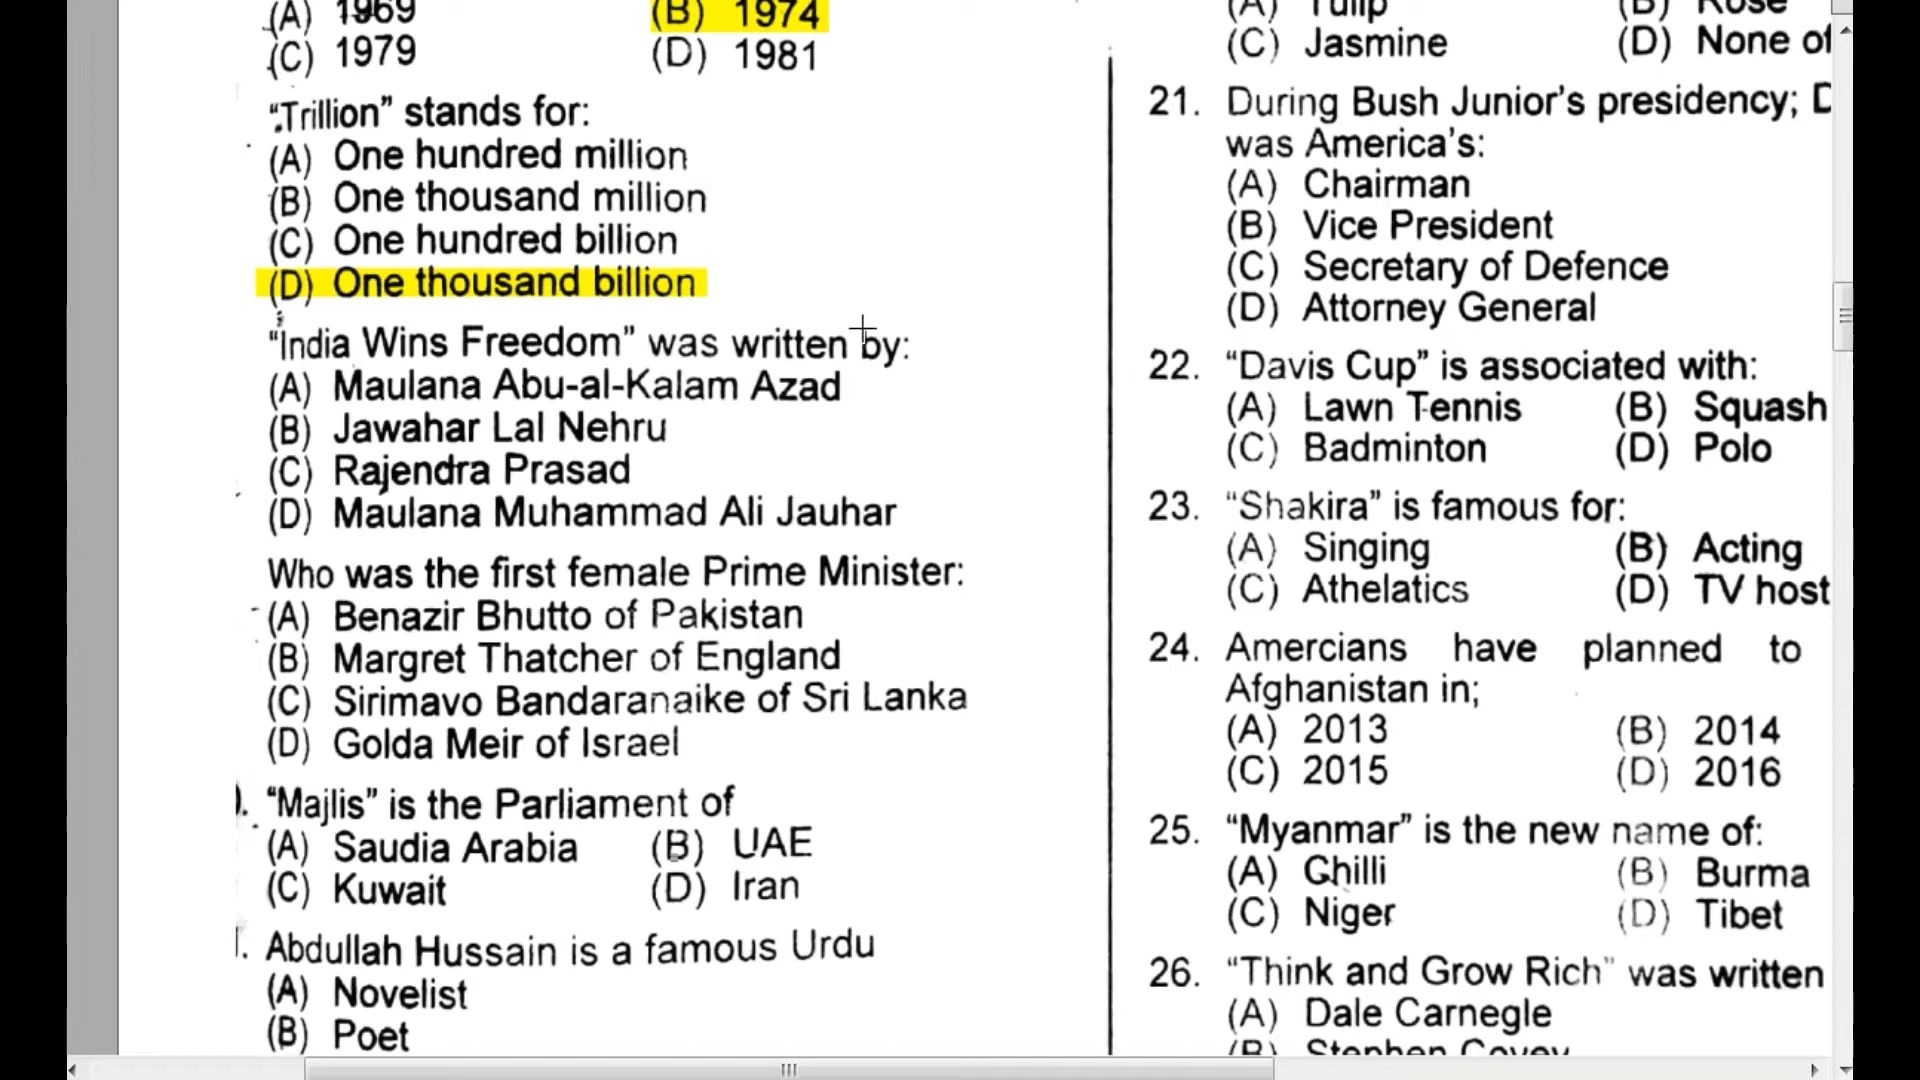 (A) 1969 (B) 1974
(C) 1979 (D) 1981
“Trillion” stands for:
(A) One hundred million
(B) One thousand million
(C) One hundred billion
(D) One thousand billion
“India Wins Freedom” was written by:
(A) Maulana Abu-al-Kalam Azad
(B) Jawahar Lal Nehru
(C) Rajendra Prasad
(D) Maulana Muhammad Ali Jauhar
Who was the first female Prime Minister:
(A) Benazir Bhutto of Pakistan
(B) Margret Thatcher of England
(C) Sirimavo Bandaranaike of Sri Lanka
(D) Golda Meir of Israel
“Majlis” is the Parliament of
(A) Saudia Arabia (B) UAE
(C) Kuwait (D) Iran
Abdullah Hussain is a famous Urdu
(A) Novelist
(B) Poet
(A) Tulip (B) Rose
(C) Jasmine (D) None of
21. During Bush Junior's presidency;
was America's:
(A) Chairman
(B) Vice President
(C) Secretary of Defence
(D) Attorney General
22. “Davis Cup” is associated with:
(A) Lawn Tennis (B) Squash
(C) Badminton (D) Polo
23. “Shakira” is famous for:
(A) Singing (B) Acting
(C) Athelatics (D) TV host
24. Amercians have planned to
Afghanistan in;
(A) 2013 (B) 2014
(C) 2015 (D) 2016
25. “Myanmar” is the new name of:
(A) Chilli (B) Burma
(C) Niger (D) Tibet
26. “Think and Grow Rich” was written
(A) Dale Carnegle
(B) Stephen Covey